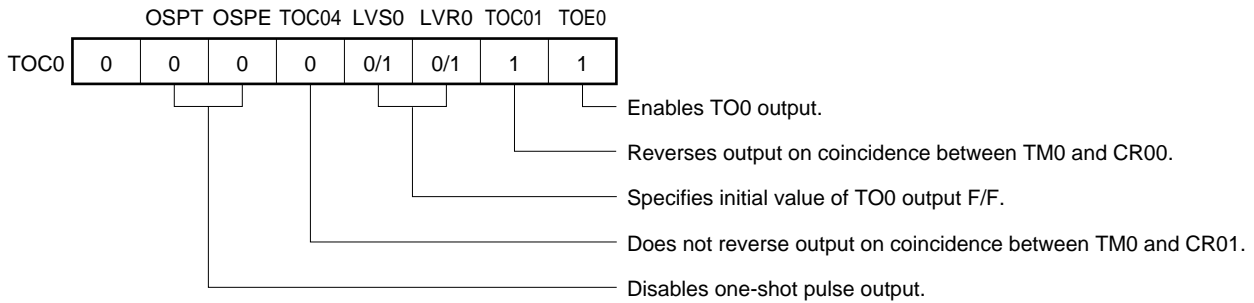 OSPT OSPE TOC04 LVS0 LVR0 TOC01 TOE0
TOC0 0 0 0 0 0/1 0/1 1 1
Enables TO0 output.
Reverses output on coincidence between TM0 and CR00.
Specifies initial value of TO0 output F/F.
Does not reverse output on coincidence between TM0 and CR01.
Disables one-shot pulse output.